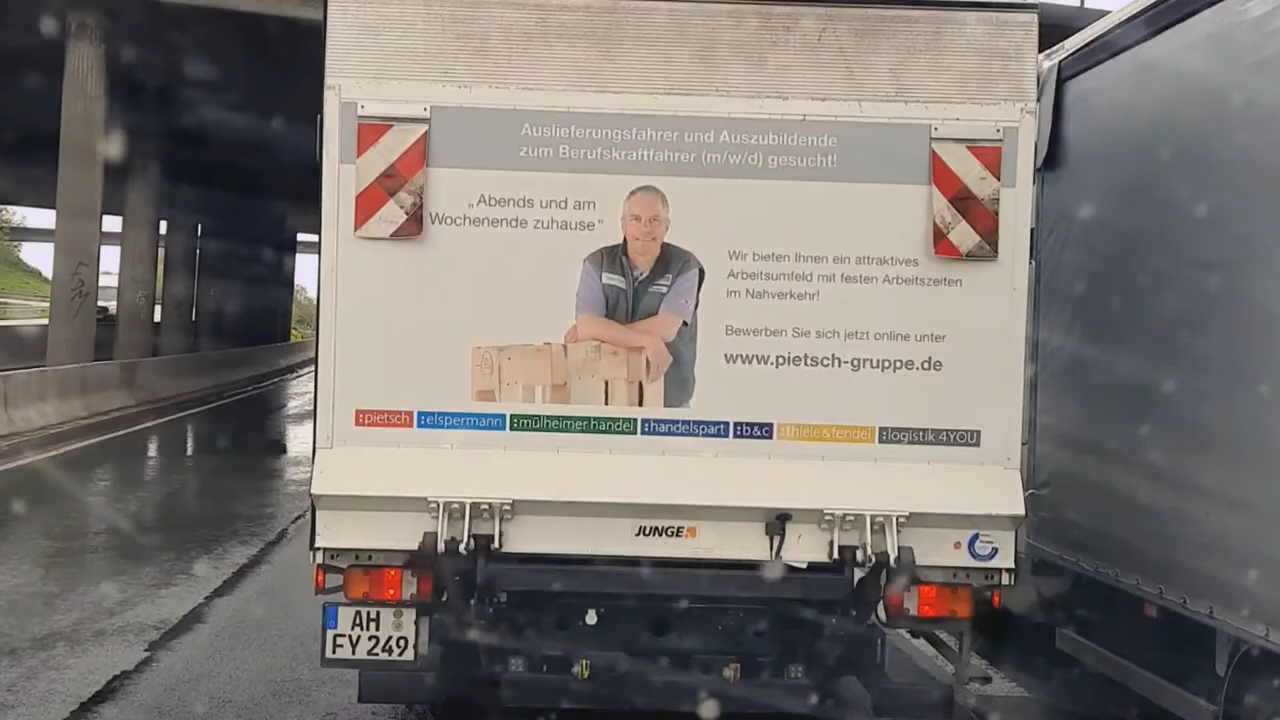 Auslieferungsfahrer und Auszubildende
zum Berufskraftfahrer (m/w/d) gesucht!
„Abends und am
Wochenende zuhause“
Wir bieten Ihnen ein attraktives
Arbeitsumfeld mit festen Arbeitszeiten
im Nahverkehr!
Bewerben Sie sich jetzt online unter
www.pietsch-gruppe.de
:pietsch :elspermann :mülheimer handel :handelspart :b&c :thiele&fendel :logistik 4YOU
JUNGE
AH
FY 249